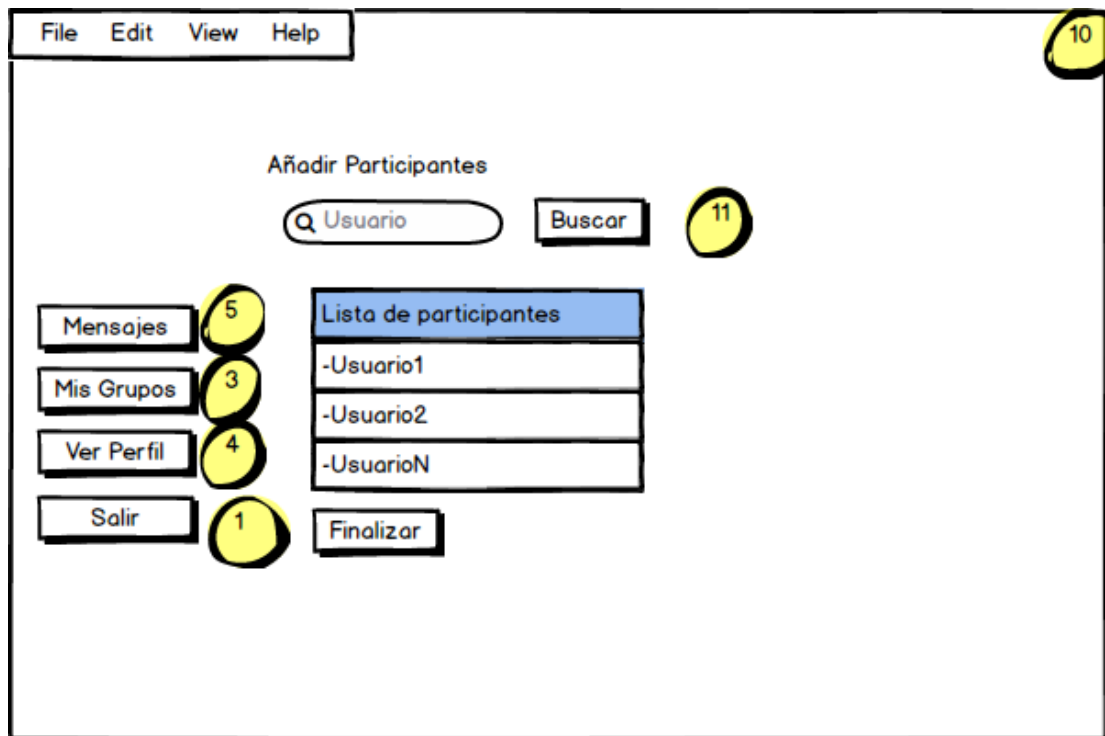 File Edit View Help
10
Añadir Participantes
Usuario
Buscar
11
Mensajes
5
Mis Grupos
3
Ver Perfil
4
Salir
1
Lista de participantes
-Usuario1
-Usuario2
-UsuarioN
Finalizar